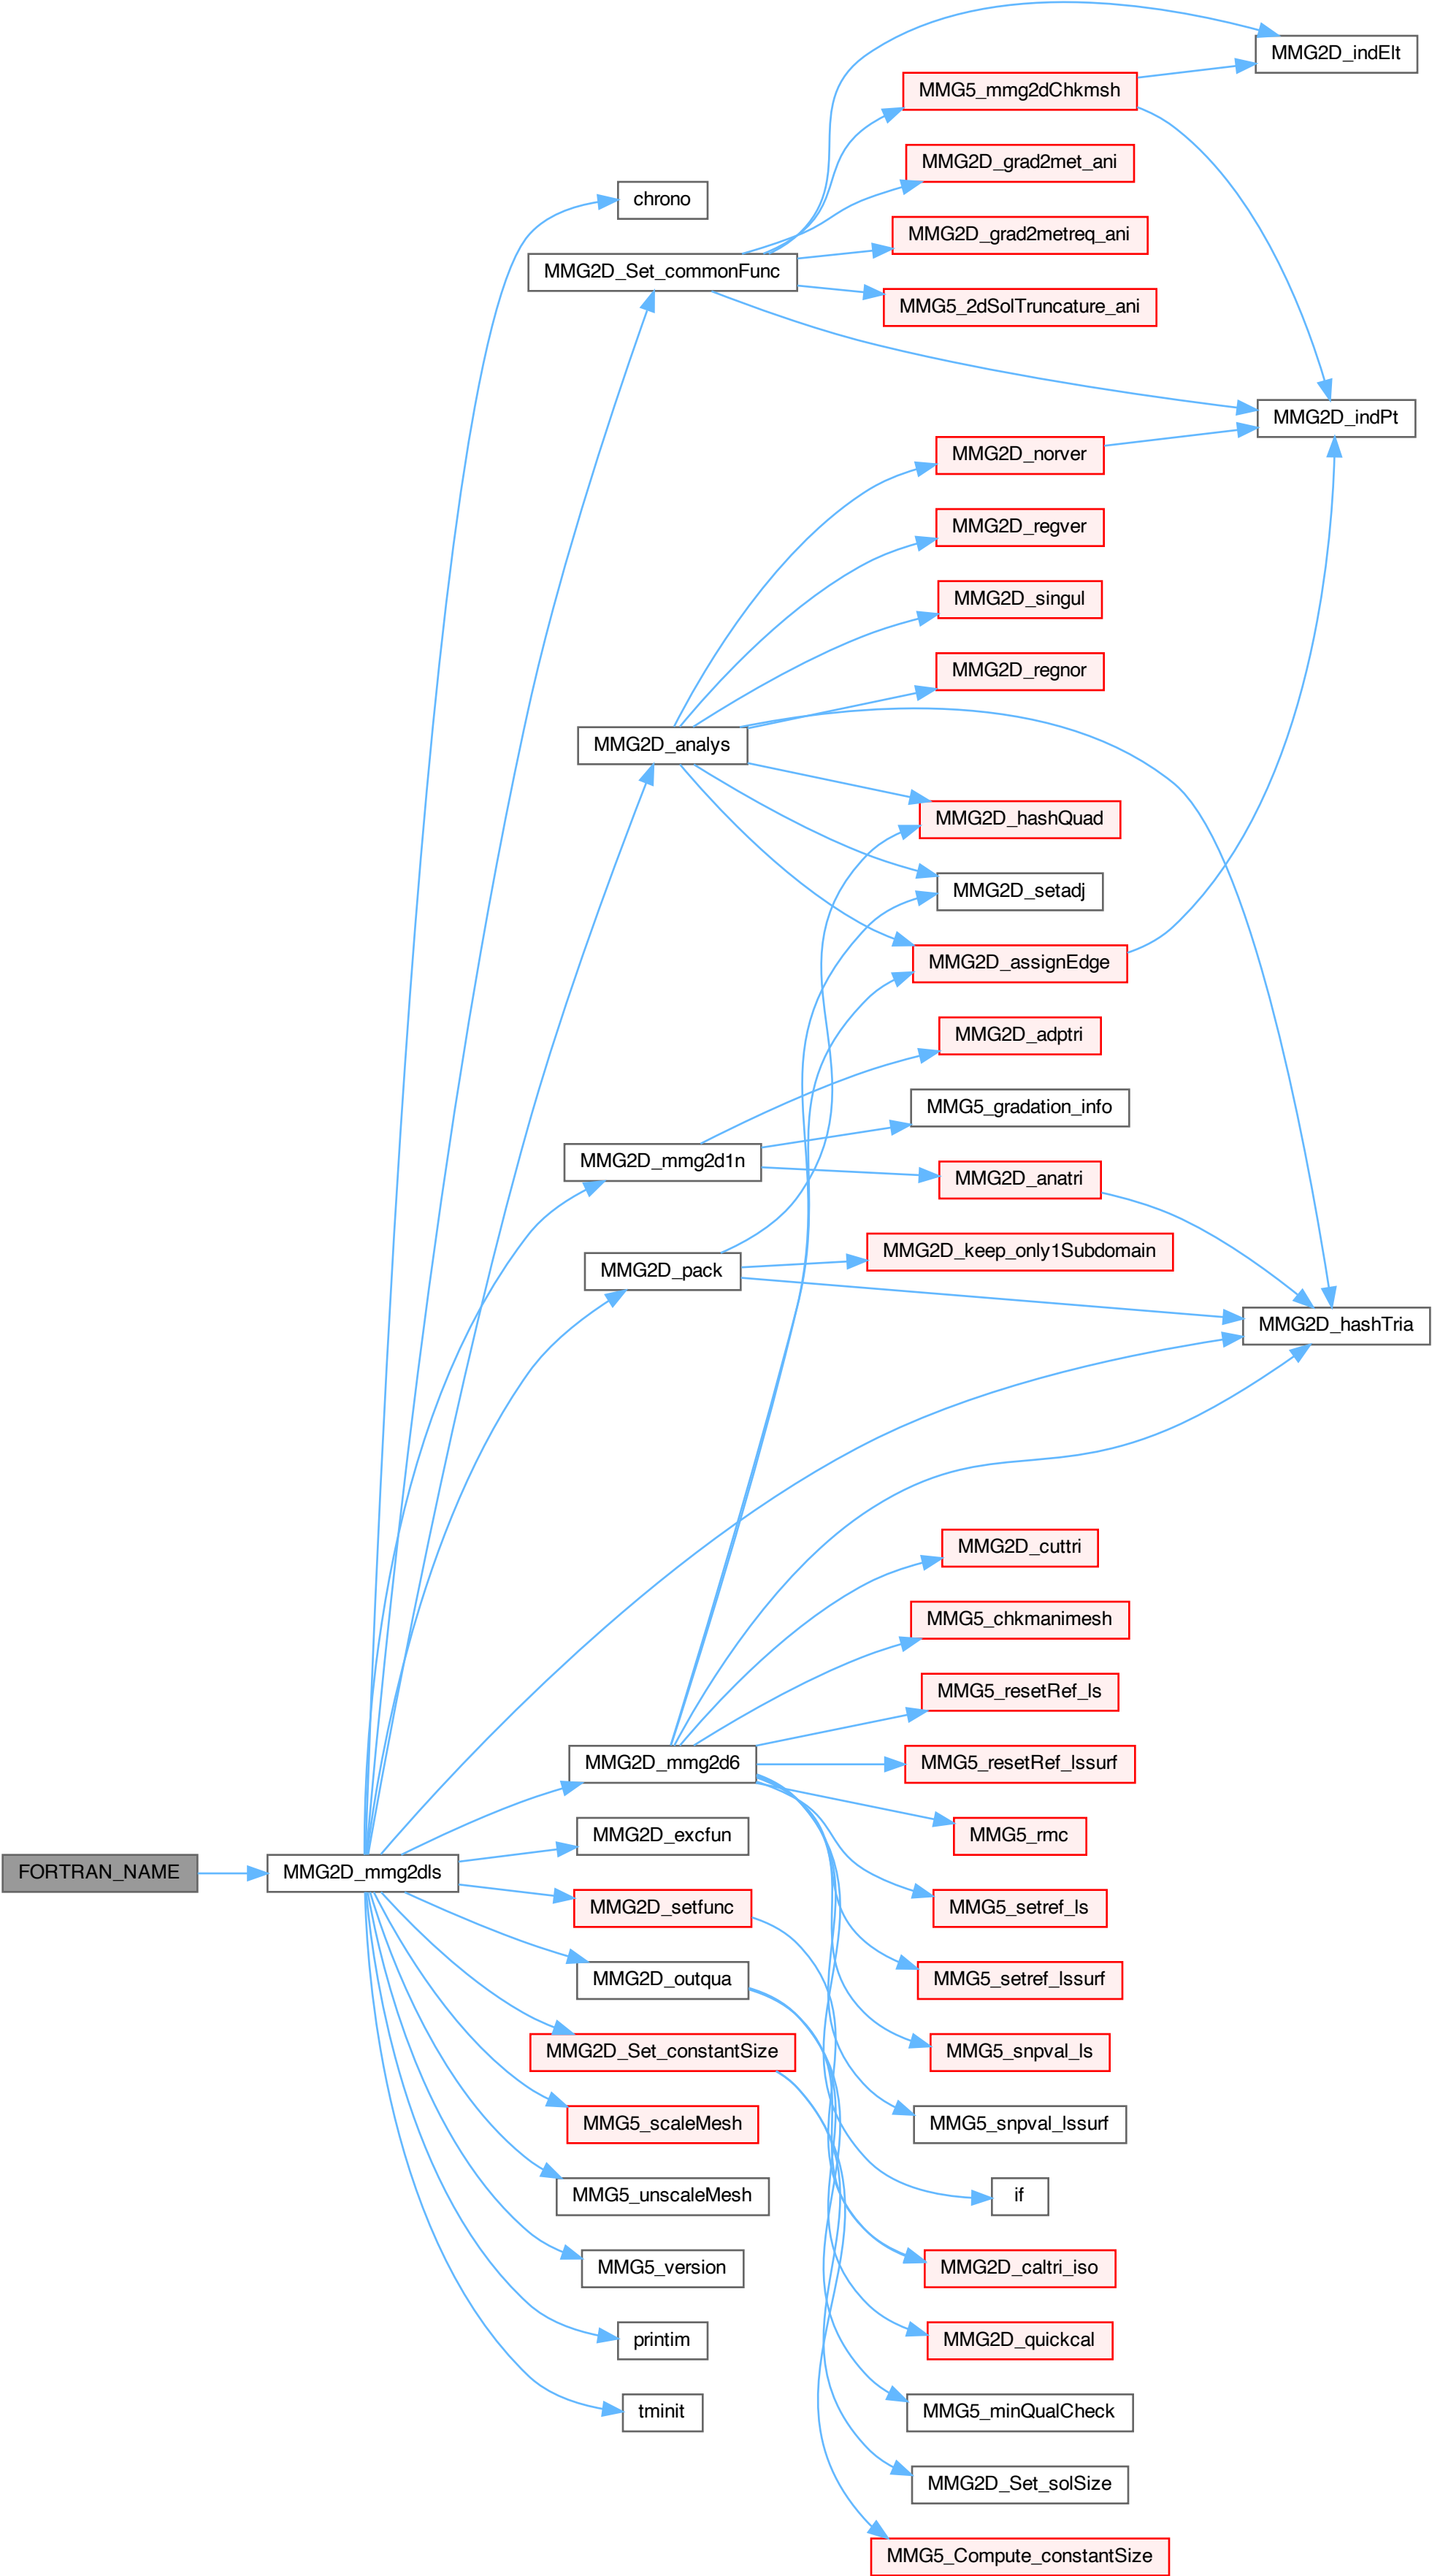 MMG2D_indElt
MMG5_mmg2dChkmsh
MMG2D_grad2met_ani
chrono
MMG2D_grad2metreq_ani
MMG2D_Set_commonFunc
MMG5_2dSolTruncature_ani
MMG2D_indPt
MMG2D_norver
MMG2D_regver
MMG2D_singul
MMG2D_regnor
MMG2D_analys
MMG2D_hashQuad
MMG2D_setadj
MMG2D_assignEdge
MMG2D_adptri
MMG5_gradation_info
MMG2D_mmg2d1n
MMG2D_anatri
MMG2D_keep_only1Subdomain
MMG2D_pack
MMG2D_hashTria
MMG2D_cuttri
MMG5_chkmanimesh
MMG5_resetRef_ls
MMG2D_mmg2d6
MMG5_resetRef_lssurf
MMG2D_excfun
MMG5_rmc
FORTRAN_NAME
MMG2D_mmg2dls
MMG2D_setfunc
MMG5_setref_ls
MMG2D_outqua
MMG5_setref_lssurf
MMG2D_Set_constantSize
MMG5_snpval_ls
MMG5_scaleMesh
MMG5_snpval_lssurf
MMG5_unscaleMesh
if
MMG5_version
MMG2D_caltri_iso
printim
MMG2D_quickcal
tminit
MMG5_minQualCheck
MMG2D_Set_solSize
MMG5_Compute_constantSize